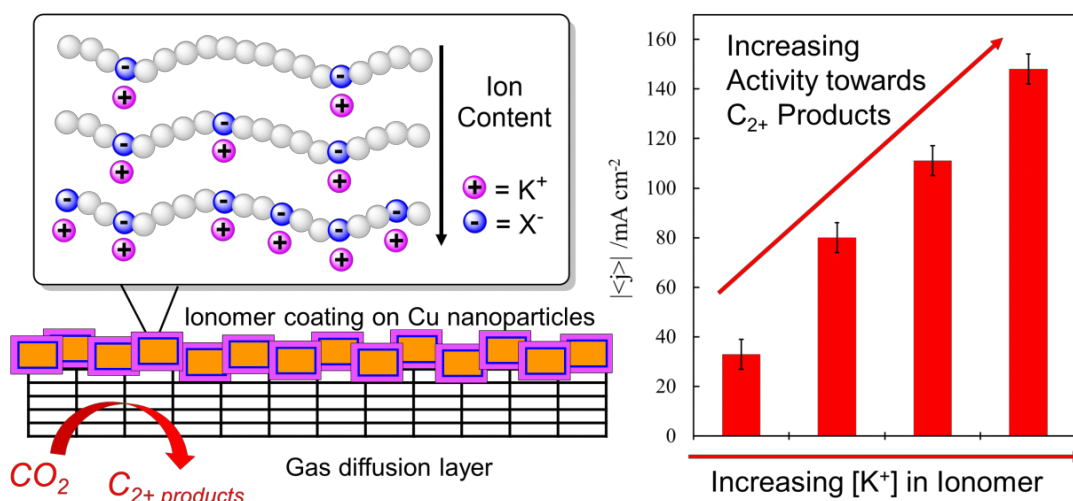 Ion
Content
= K⁺
= X⁻
Ionomer coating on Cu nanoparticles
CO₂
C₂₊ products
Gas diffusion layer
Increasing
Activity towards
C₂₊ Products
|<j>| /mA cm⁻²
160
140
120
100
80
60
40
20
0
Increasing [K⁺] in Ionomer